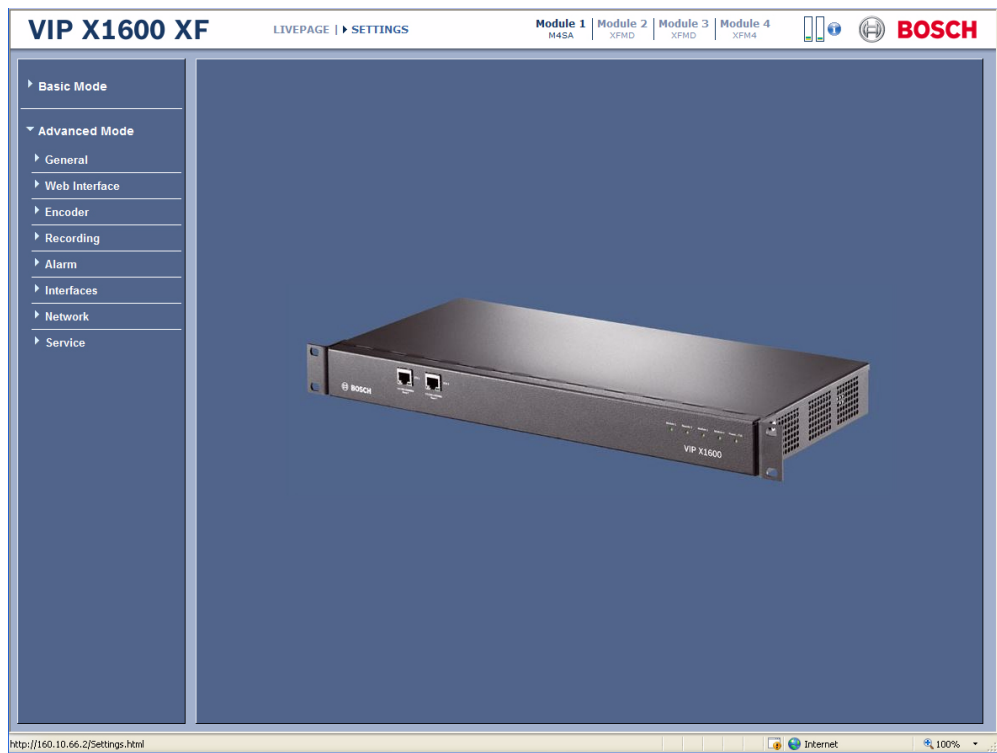 VIP X1600 XF
LIVEPAGE | SETTINGS
Module 1 | Module 2 | Module 3 | Module 4
M4SA XFMD XFMD XFM4
BOSCH
Basic Mode
Advanced Mode
General
Web Interface
Encoder
Recording
Alarm
Interfaces
Network
Service
BOSCH
VIP X1600
http://160.10.66.2/Settings.html
Internet
100%